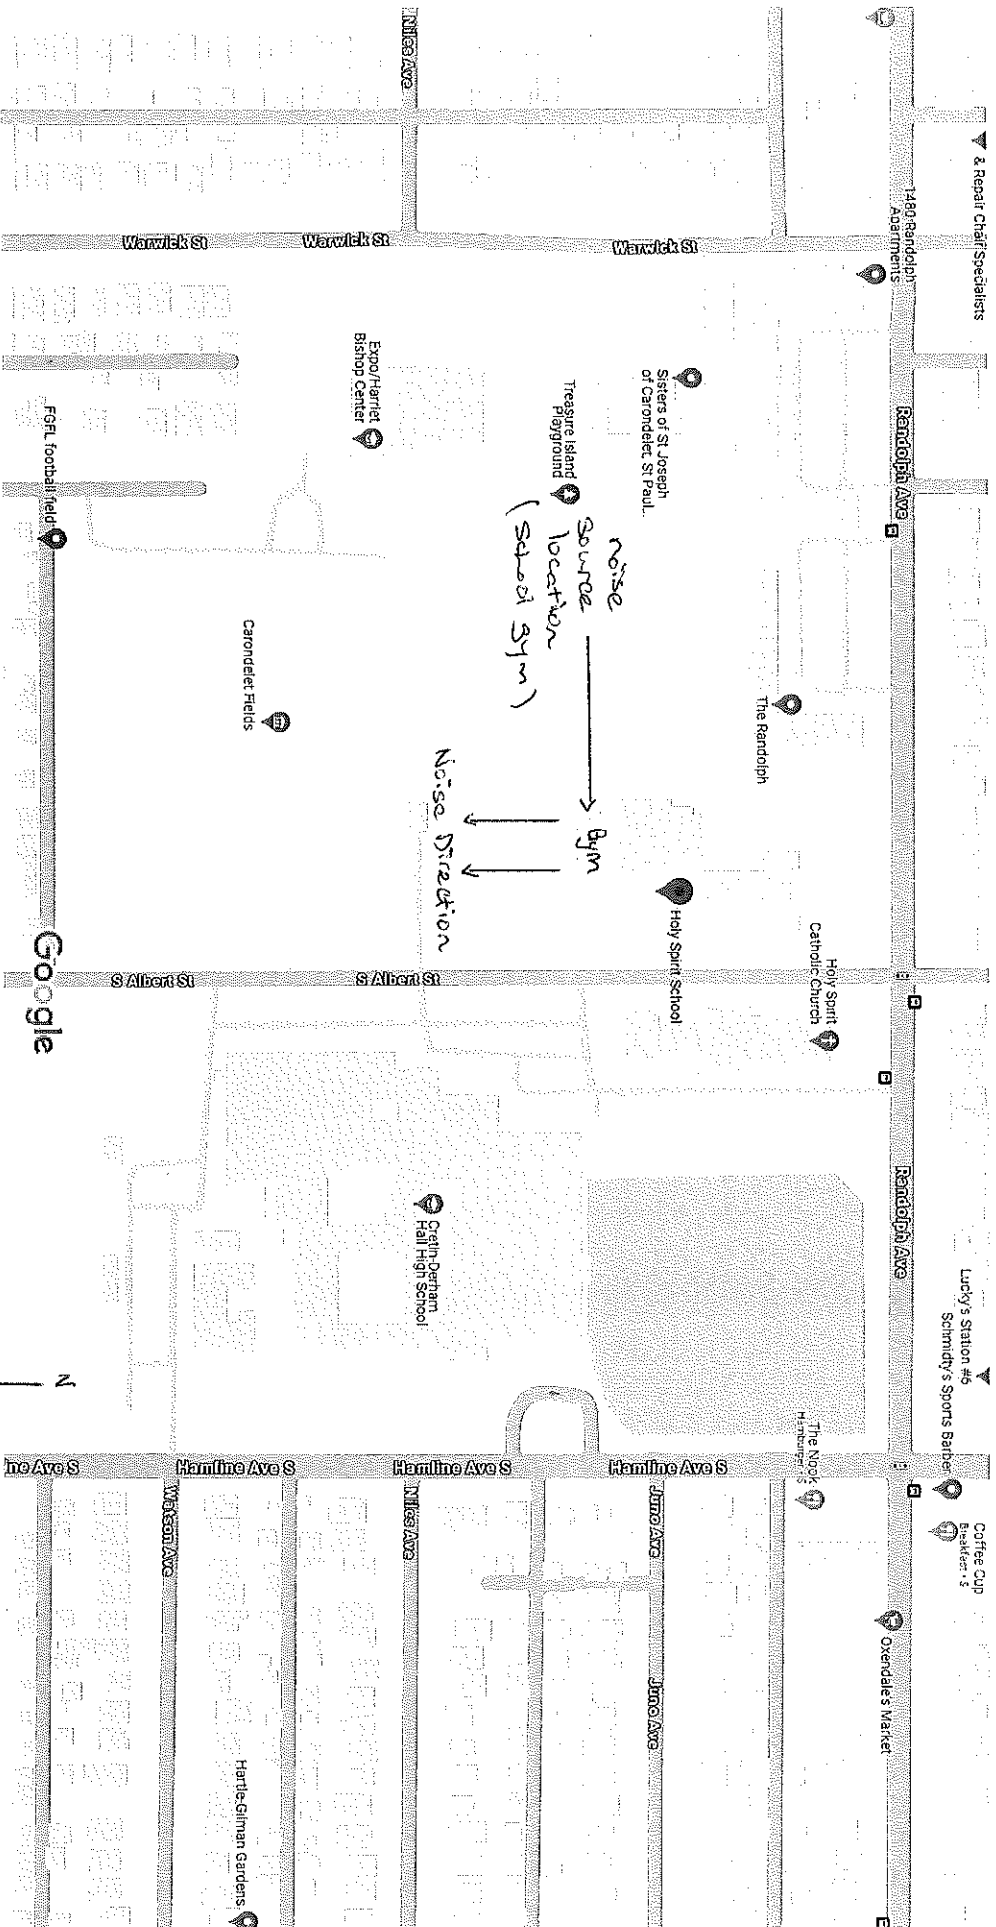 & Repair Chair Specialists
Lucky's Station #6
Schmidty's Sports Barber
Coffee Cup
Breakfast • $
1480 Randolph
Apartments
Randolph Ave
Randolph Ave
Oxendale's Market
Holy Spirit
Catholic Church
The Nook
Hamburger • $
The Randolph
Sisters of St Joseph
of Carondelet, St Paul..
Holy Spirit School
Warwick St
Hamline Ave S
Juno Ave
Juno Ave
Treasure Island
Playground
noise
source
location
(school gym)
gym
Noise Direction
Cretin-Derham
Hall High School
Niles Ave
Niles Ave
Expo/Harriet
Bishop Center
Warwick St
S Albert St
Hamline Ave S
Carondelet Fields
Hartle-Gilman Gardens
Warwick St
S Albert St
Hamline Ave S
Watson Ave
FGFL football field
Google
N
ine Ave S